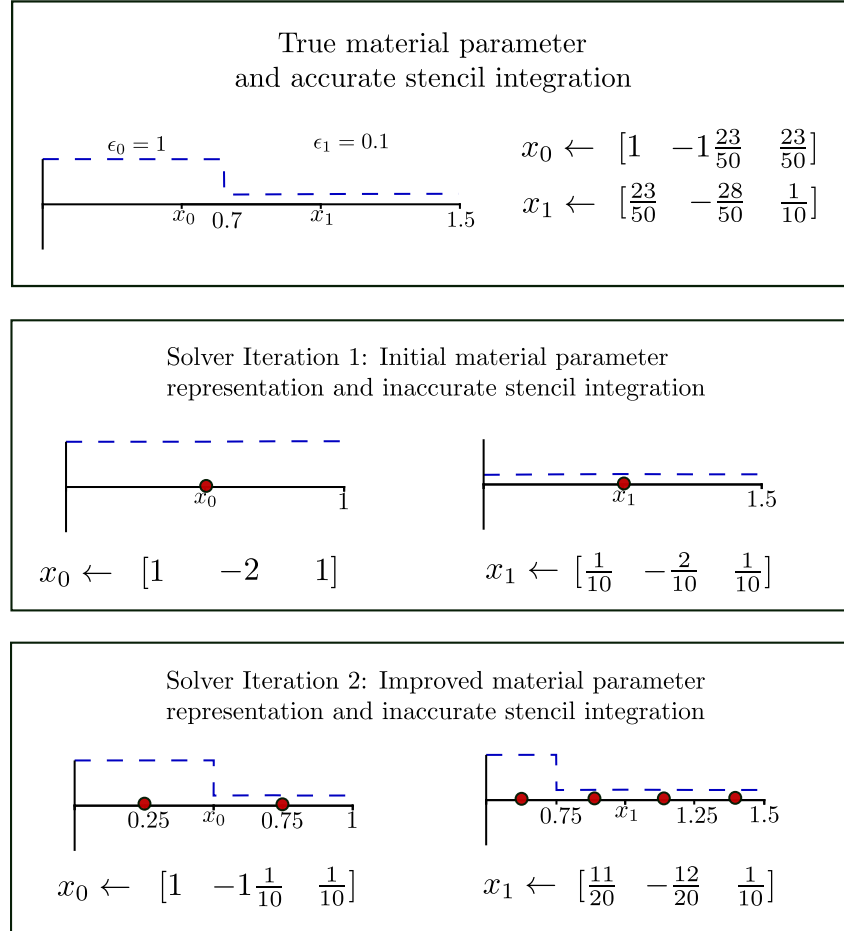 True material parameter
and accurate stencil integration
ϵ₀ = 1
ϵ₁ = 0.1
x₀
0.7
x₁
1.5
x₀ ← [1 −1 23/50 23/50]
x₁ ← [23/50 −28/50 1/10]
Solver Iteration 1: Initial material parameter
representation and inaccurate stencil integration
x₀
1
x₁
1.5
x₀ ← [1 −2 1]
x₁ ← [1/10 −2/10 1/10]
Solver Iteration 2: Improved material parameter
representation and inaccurate stencil integration
0.25
x₀
0.75
1
0.75
x₁
1.25
1.5
x₀ ← [1 −1 1/10 1/10]
x₁ ← [11/20 −12/20 1/10]